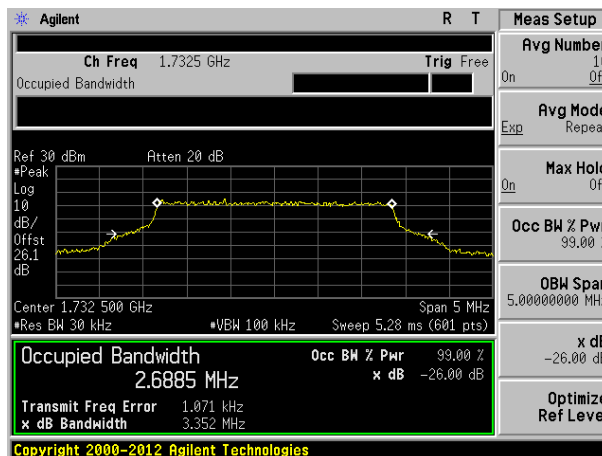 Agilent R T Meas Setup
Ch Freq 1.7325 GHz Trig Free
Occupied Bandwidth
Ref 30 dBm Atten 20 dB
#Peak
Log
10
dB/
Offst
26.1
dB
Center 1.732 500 GHz Span 5 MHz
#Res BW 30 kHz #VBW 100 kHz Sweep 5.28 ms (601 pts)
Occupied Bandwidth
2.6885 MHz
Occ BW % Pwr 99.00 %
x dB -26.00 dB
Transmit Freq Error 1.071 kHz
x dB Bandwidth 3.352 MHz
Copyright 2000-2012 Agilent Technologies
Avg Number
On
Avg Mode
Exp Repea
Max Hold
On
Occ BW % Pwr
99.00
OBW Span
5.00000000 MH
x dB
-26.00 d
Optimize
Ref Leve